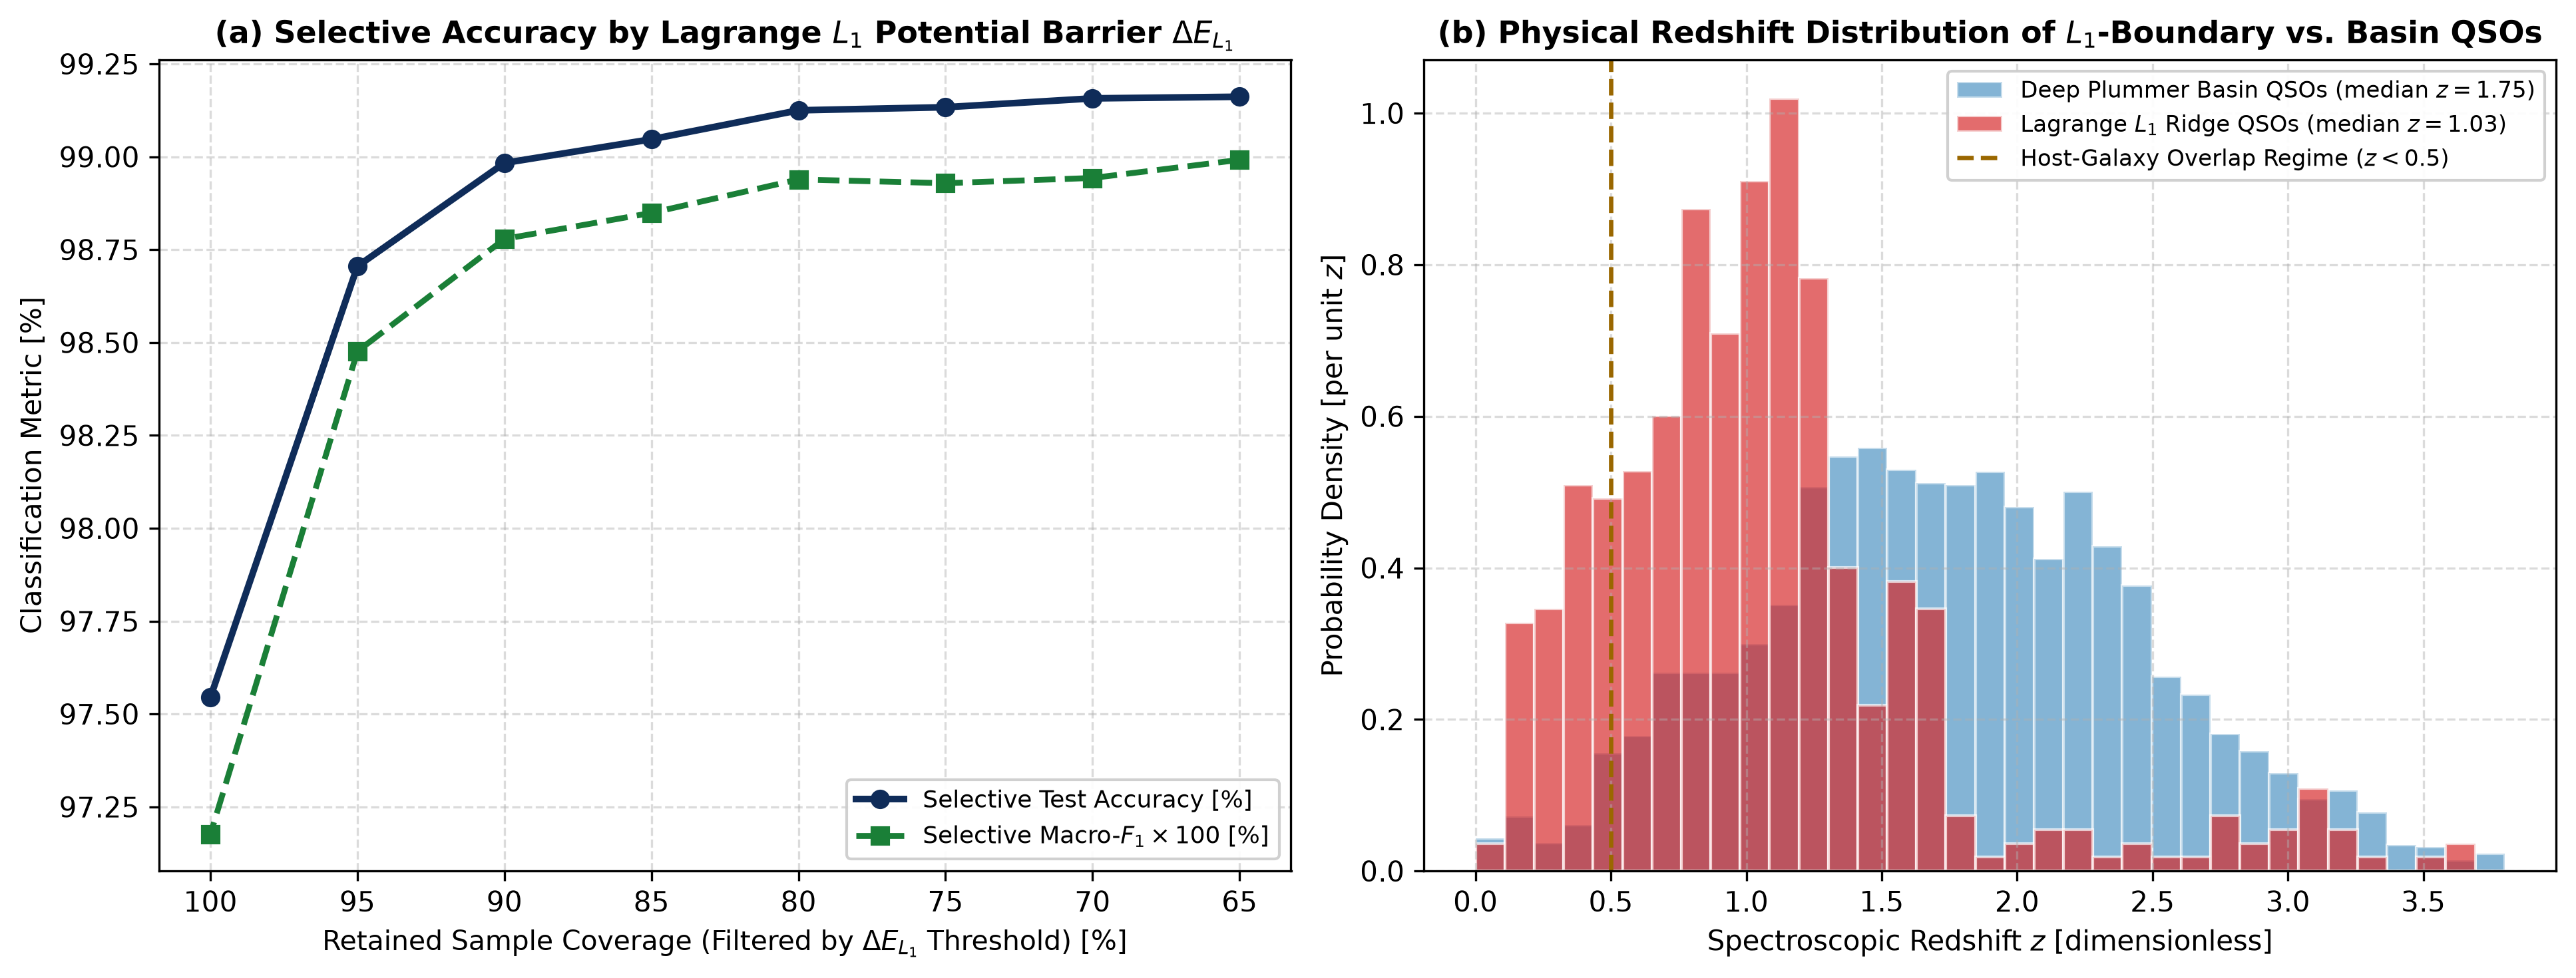 (a) Selective Accuracy by Lagrange L₁ Potential Barrier ΔE_L₁
99.25
99.00
98.75
98.50
98.25
98.00
97.75
97.50
97.25
Classification Metric [%]
Selective Test Accuracy [%]
Selective Macro-F₁ × 100 [%]
100 95 90 85 80 75 70 65
Retained Sample Coverage (Filtered by ΔE_L₁ Threshold) [%]
(b) Physical Redshift Distribution of L₁-Boundary vs. Basin QSOs
Deep Plummer Basin QSOs (median z = 1.75)
Lagrange L₁ Ridge QSOs (median z = 1.03)
Host-Galaxy Overlap Regime (z < 0.5)
1.0
0.8
0.6
0.4
0.2
0.0
Probability Density [per unit z]
0.0 0.5 1.0 1.5 2.0 2.5 3.0 3.5
Spectroscopic Redshift z [dimensionless]